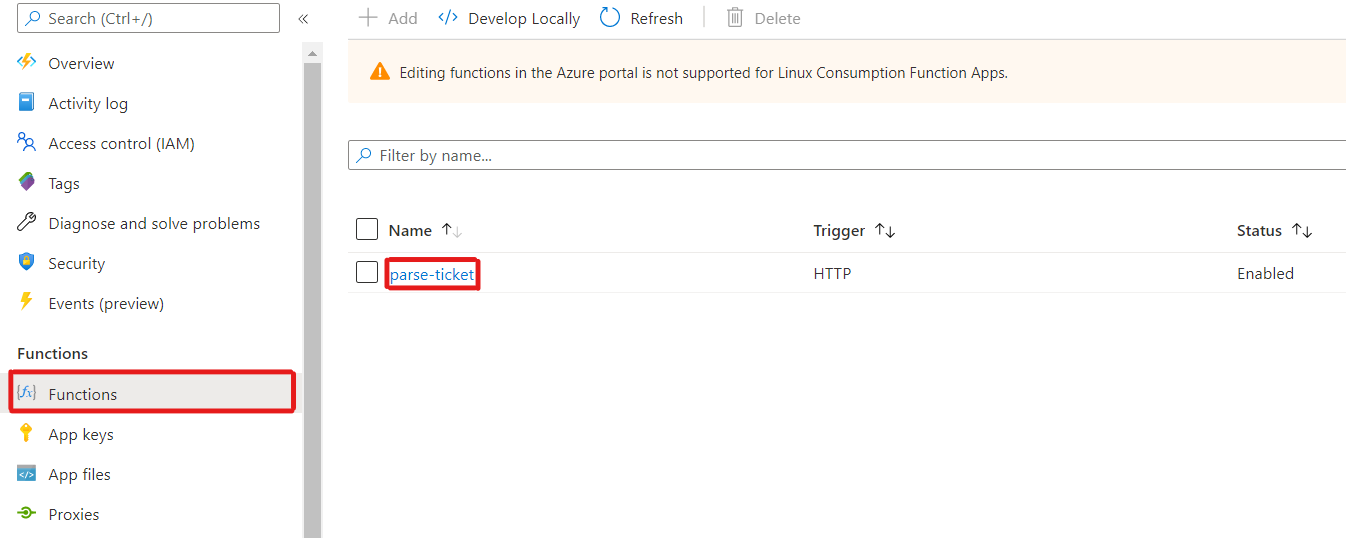 Search (Ctrl+/)
«
Overview
Activity log
Access control (IAM)
Tags
Diagnose and solve problems
Security
Events (preview)
Functions
{fx} Functions
App keys
App files
Proxies
+ Add </> Develop Locally Refresh | Delete
Editing functions in the Azure portal is not supported for Linux Consumption Function Apps.
Filter by name...
Name ↑↓ Trigger ↑↓ Status ↑↓
parse-ticket HTTP Enabled